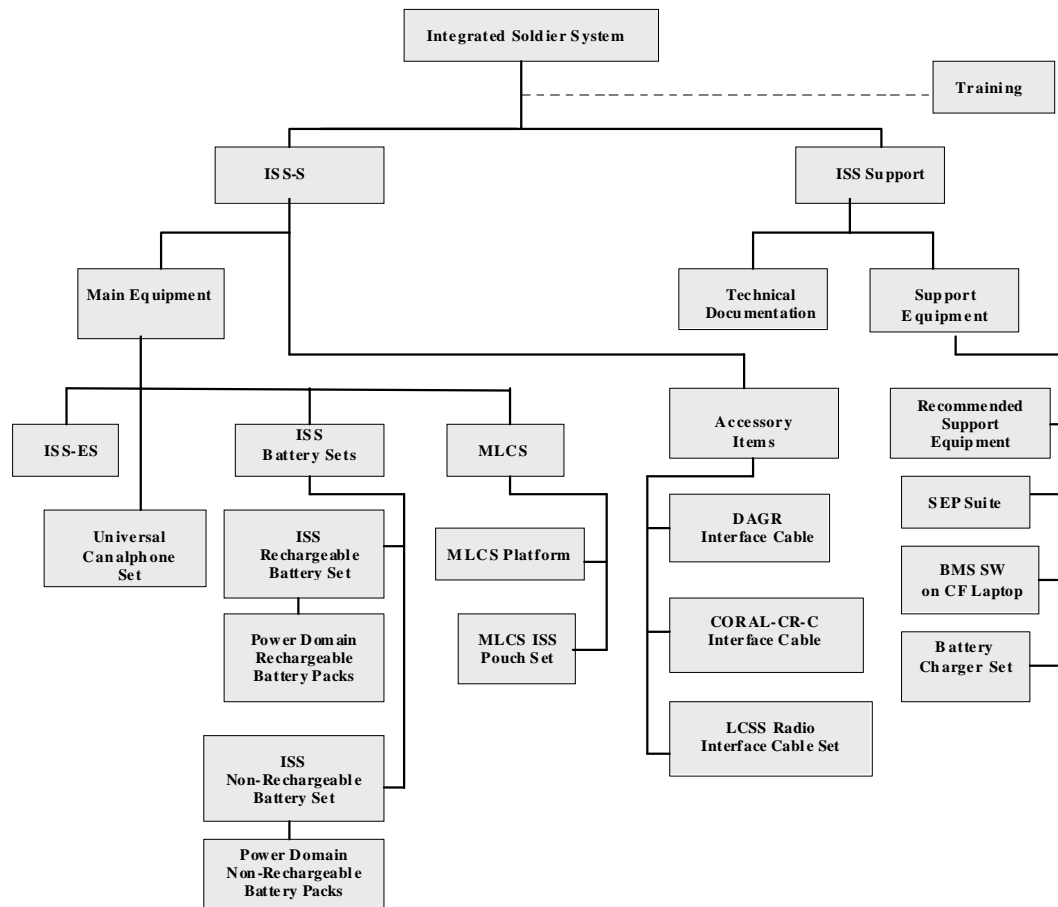 Integrated Soldier System
Training
ISS-S
ISS Support
Main Equipment
Technical
Documentation
Support
Equipment
ISS-ES
ISS
Battery Sets
MLCS
Accessory
Items
Recommended
Support
Equipment
Universal
Canalphone
Set
ISS
Rechargeable
Battery Set
MLCS Platform
DAGR
Interface Cable
SEP Suite
BMS SW
on CF Laptop
Power Domain
Rechargeable
Battery Packs
MLCS ISS
Pouch Set
CORAL-CR-C
Interface Cable
Battery
Charger Set
ISS
Non-Rechargeable
Battery Set
LCSS Radio
Interface Cable Set
Power Domain
Non-Rechargeable
Battery Packs